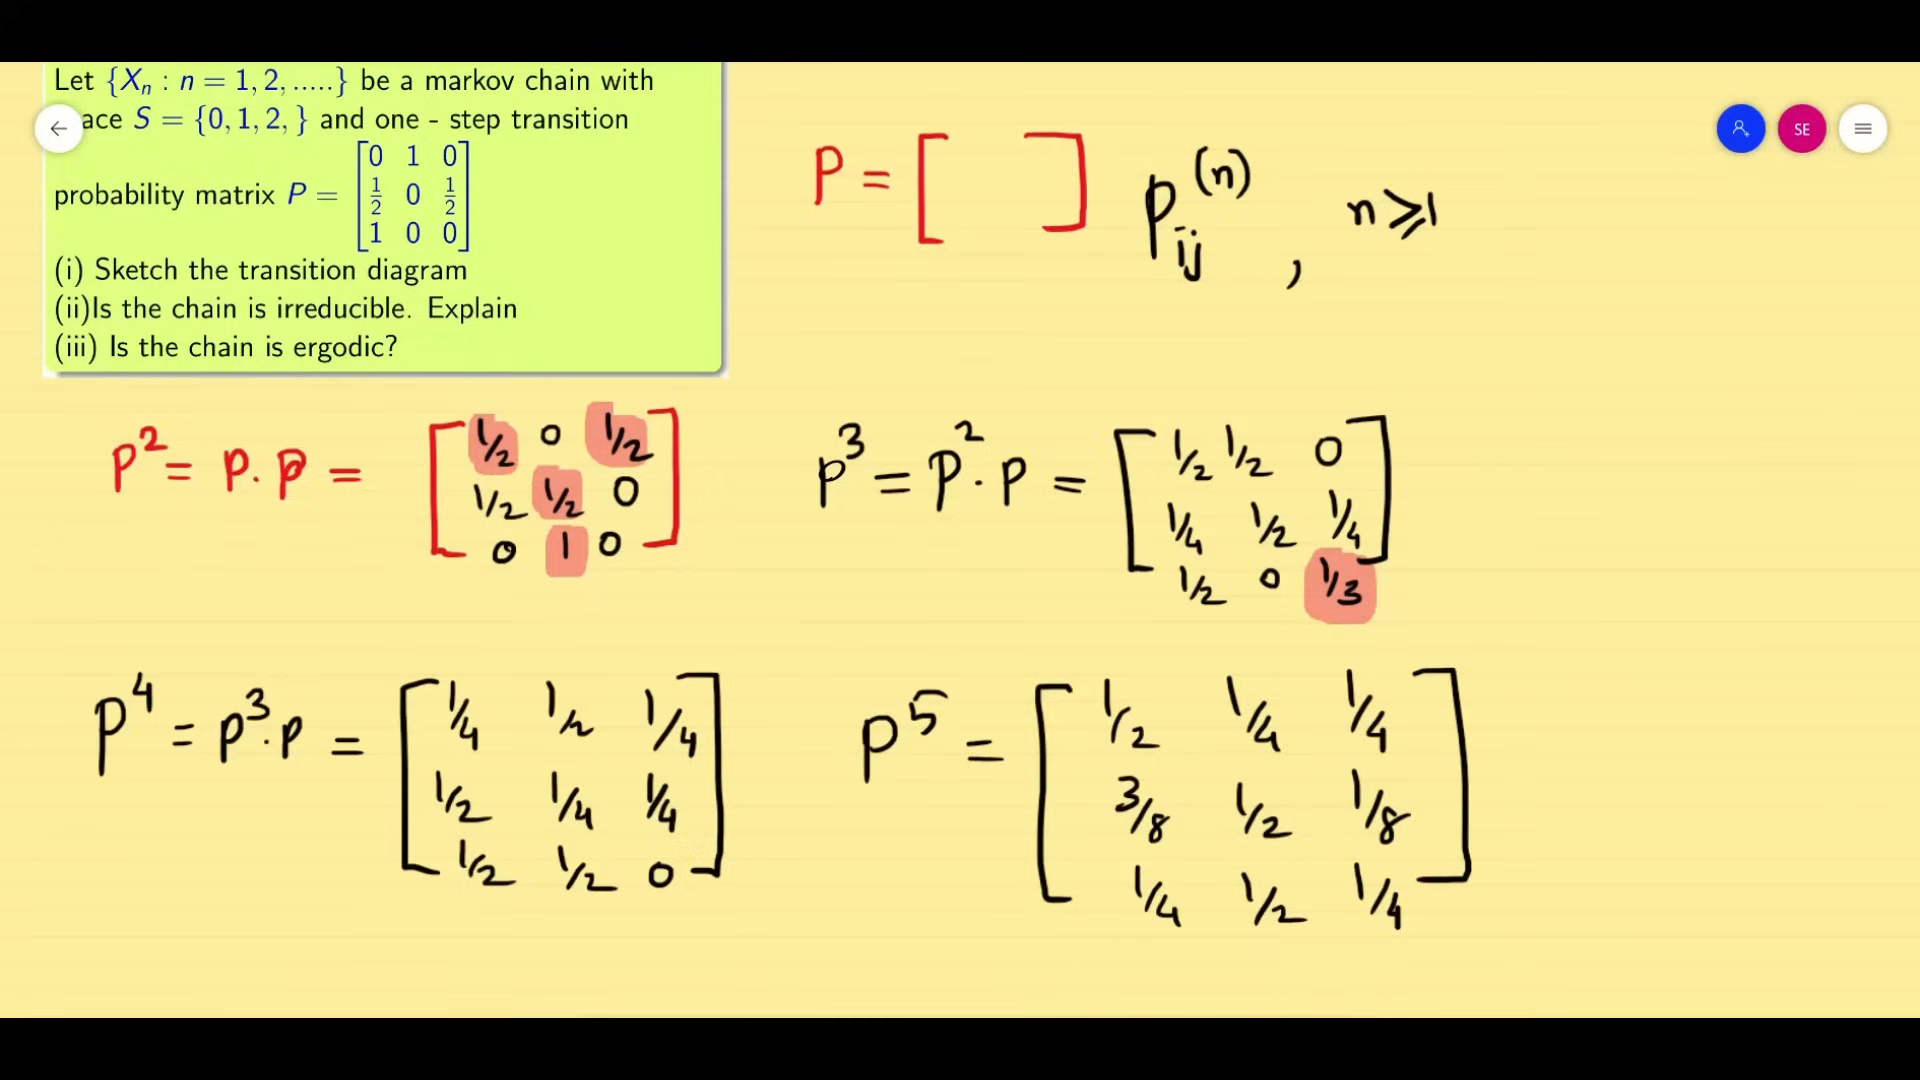 Let {Xₙ : n = 1, 2, .....} be a markov chain with
ace S = {0, 1, 2, } and one - step transition
probability matrix P = [0 1 0; 1/2 0 1/2; 1 0 0]
(i) Sketch the transition diagram
(ii)Is the chain is irreducible. Explain
(iii) Is the chain is ergodic?
P = [ ] Pᵢⱼ⁽ⁿ⁾ , n ⩾ 1
SE
P² = P . P = [1/2 0 1/2; 1/2 1/2 0; 0 1 0]
P³ = P² . P = [1/2 1/2 0; 1/4 1/2 1/4; 1/2 0 1/3]
P⁴ = P³ . P = [1/4 1/2 1/4; 1/2 1/4 1/4; 1/2 1/2 0]
P⁵ = [1/2 1/4 1/4; 3/8 1/2 1/8; 1/4 1/2 1/4]